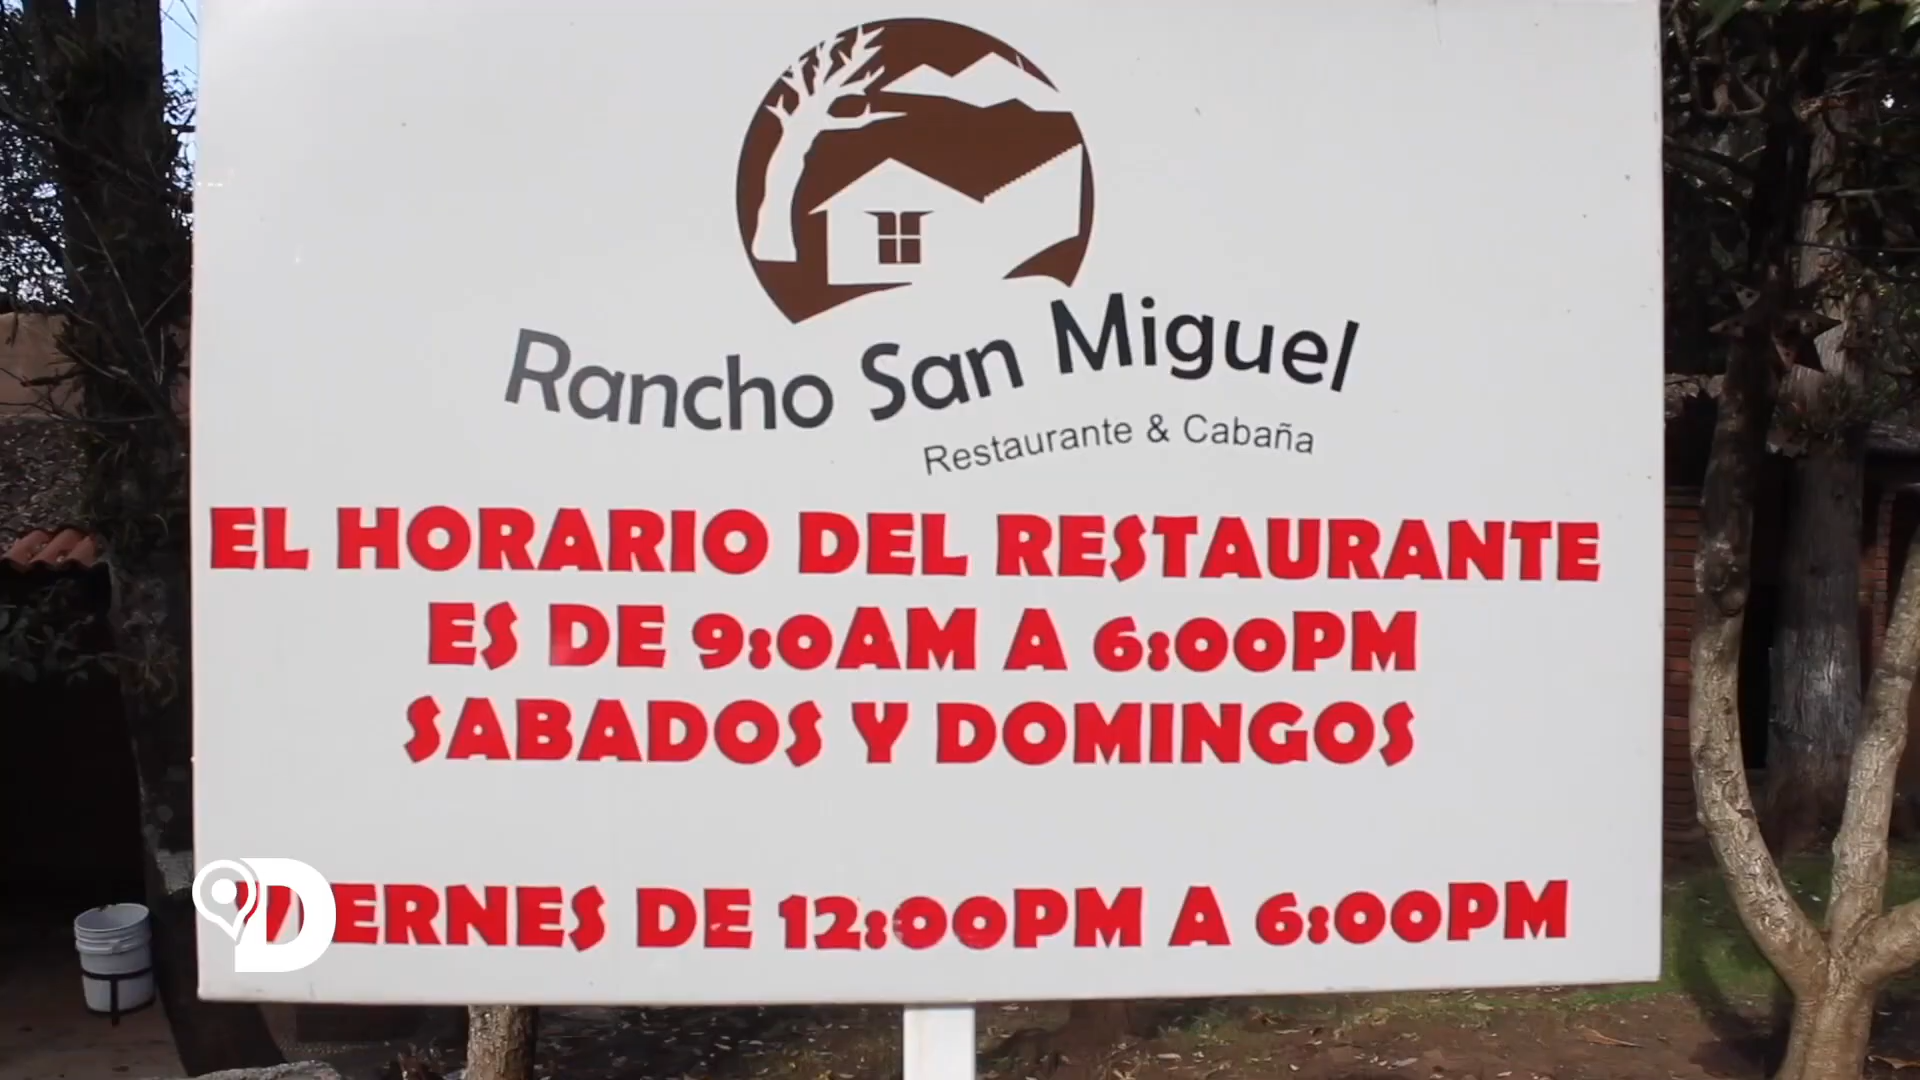 Rancho San Miguel
Restaurante & Cabaña
EL HORARIO DEL RESTAURANTE
ES DE 9:0AM A 6:00PM
SABADOS Y DOMINGOS
VIERNES DE 12:00PM A 6:00PM
D